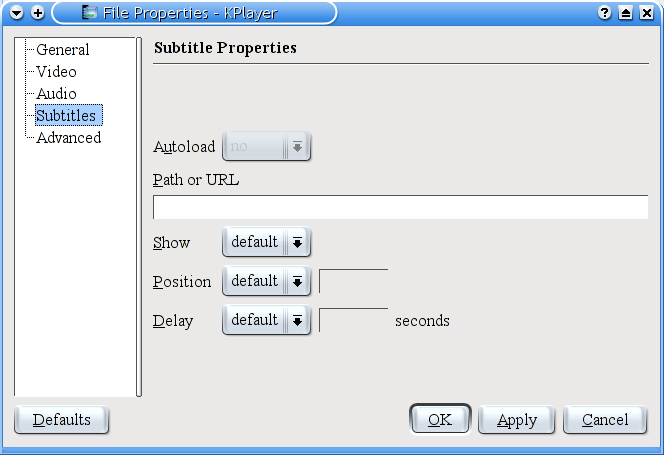 File Properties - KPlayer
General
Video
Audio
Subtitles
Advanced
Subtitle Properties
Autoload no
Path or URL
Show default
Position default
Delay default seconds
Defaults OK Apply Cancel